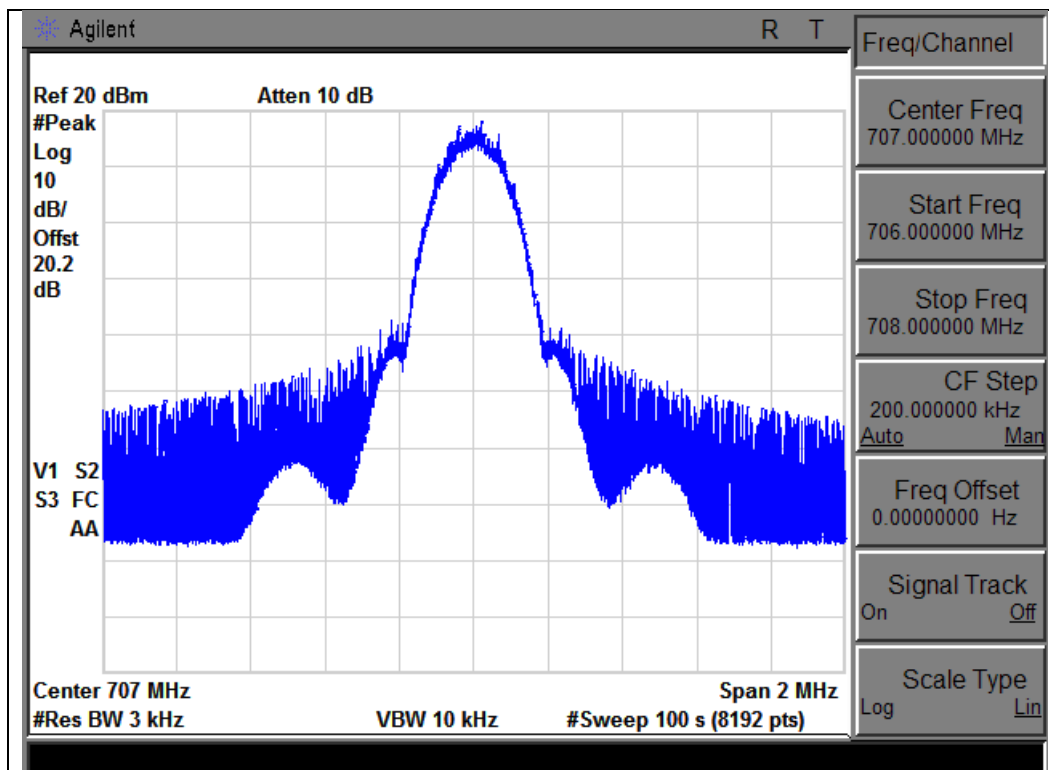 Agilent R T
Ref 20 dBm Atten 10 dB
#Peak
Log
10
dB/
Offst
20.2
dB
V1 S2
S3 FC
AA
Center 707 MHz Span 2 MHz
#Res BW 3 kHz VBW 10 kHz #Sweep 100 s (8192 pts)
Freq/Channel
Center Freq
707.000000 MHz
Start Freq
706.000000 MHz
Stop Freq
708.000000 MHz
CF Step
200.000000 kHz
Auto Man
Freq Offset
0.00000000 Hz
Signal Track
On Off
Scale Type
Log Lin